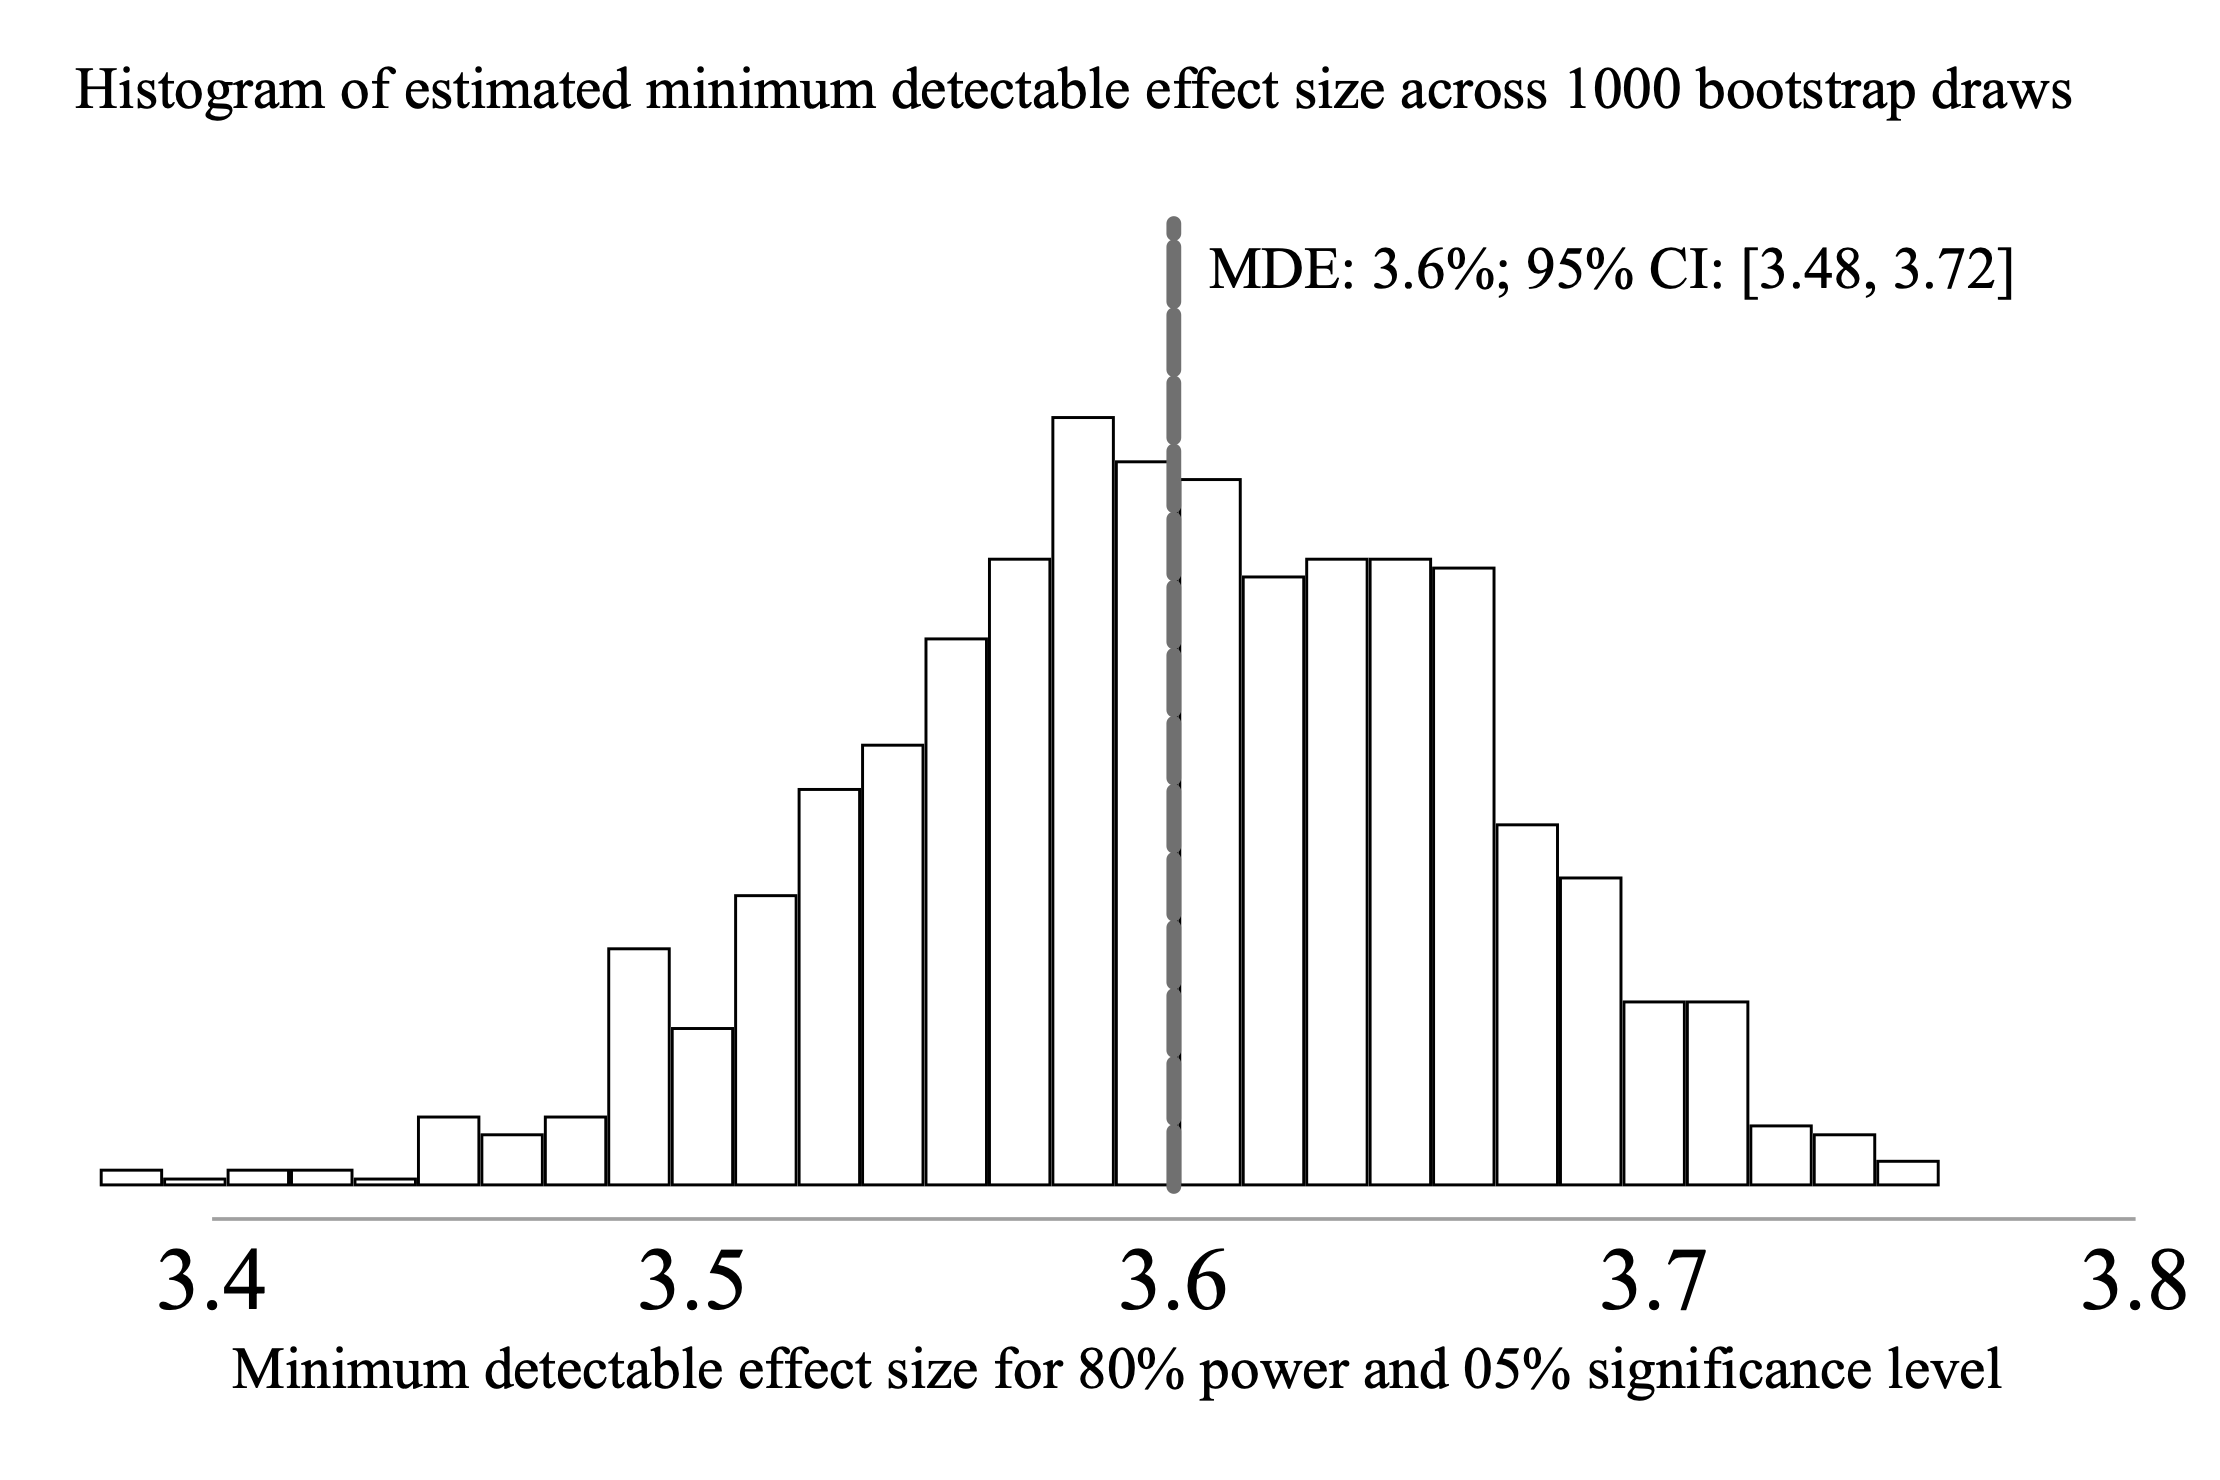 Histogram of estimated minimum detectable effect size across 1000 bootstrap draws
MDE: 3.6%; 95% CI: [3.48, 3.72]
3.4 3.5 3.6 3.7 3.8
Minimum detectable effect size for 80% power and 05% significance level